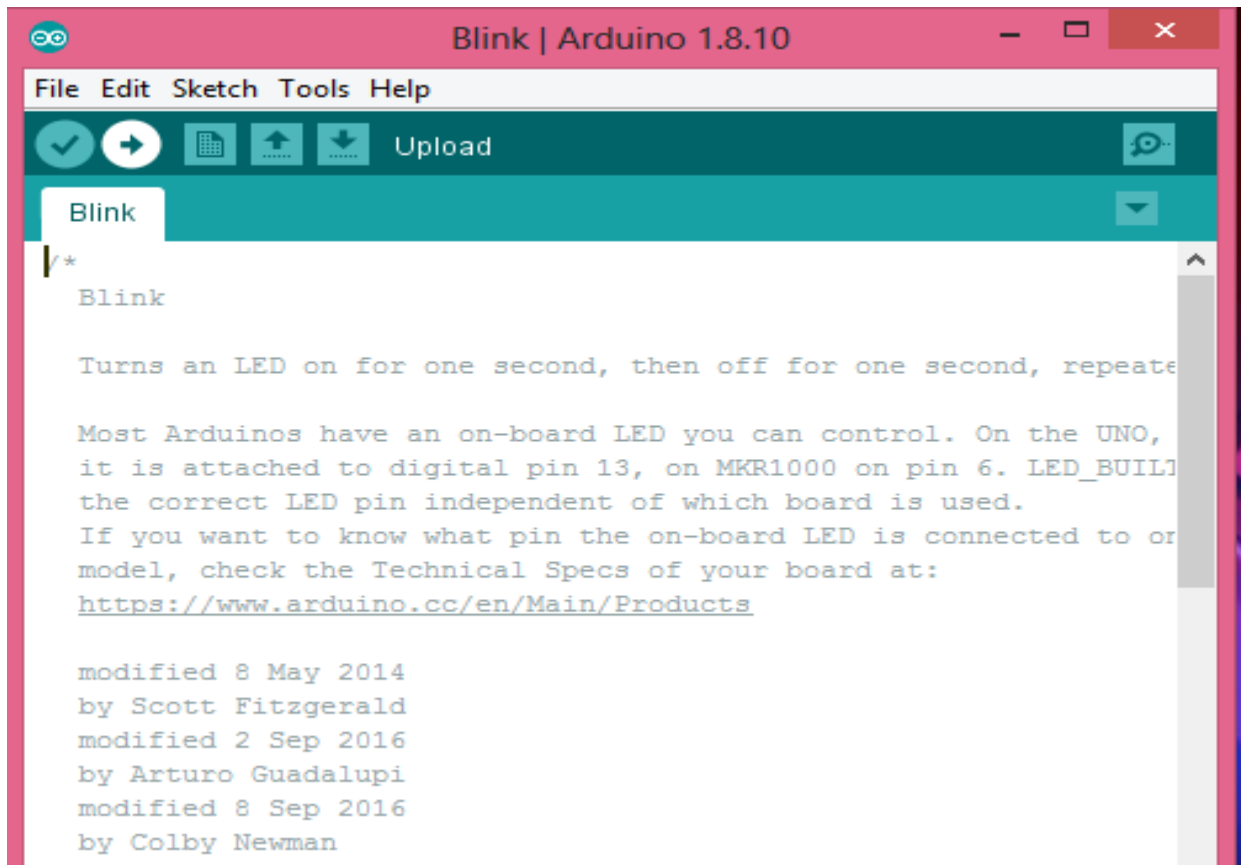 Blink | Arduino 1.8.10
File Edit Sketch Tools Help
Upload
Blink
/*
Blink
Turns an LED on for one second, then off for one second, repeate
Most Arduinos have an on-board LED you can control. On the UNO,
it is attached to digital pin 13, on MKR1000 on pin 6. LED_BUILT
the correct LED pin independent of which board is used.
If you want to know what pin the on-board LED is connected to on
model, check the Technical Specs of your board at:
https://www.arduino.cc/en/Main/Products
modified 8 May 2014
by Scott Fitzgerald
modified 2 Sep 2016
by Arturo Guadalupi
modified 8 Sep 2016
by Colby Newman